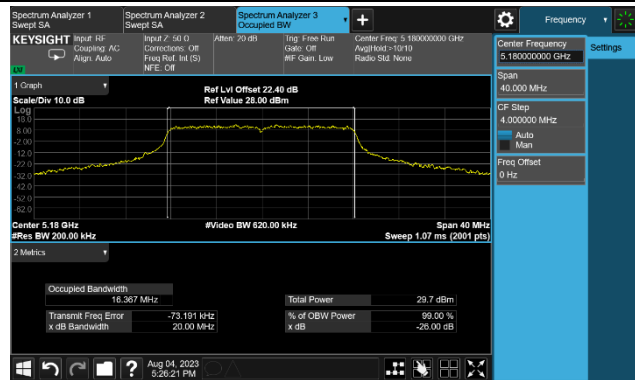 Spectrum Analyzer 1
Swept SA
Spectrum Analyzer 2
Swept SA
Spectrum Analyzer 3
Occupied BW
Frequency
KEYSIGHT
Input: RF
Coupling: AC
Align: Auto
Input Z: 50 Ω
Corrections: Off
Freq Ref: Int (S)
NFE: Off
Atten: 20 dB
Trig: Free Run
Gate: Off
#IF Gain: Low
Center Freq: 5.180000000 GHz
Avg|Hold:>10/10
Radio Std: None
Center Frequency
5.180000000 GHz
Settings
Span
40.000 MHz
CF Step
4.000000 MHz
Auto
Man
Freq Offset
0 Hz
1 Graph
Scale/Div 10.0 dB
Ref Lvl Offset 22.40 dB
Ref Value 28.00 dBm
Log
18.0
8.00
-2.00
-12.0
-22.0
-32.0
-42.0
-52.0
-62.0
Center 5.18 GHz
#Res BW 200.00 kHz
#Video BW 620.00 kHz
Span 40 MHz
Sweep 1.07 ms (2001 pts)
2 Metrics
Occupied Bandwidth
16.367 MHz
Total Power 29.7 dBm
Transmit Freq Error -73.191 kHz
% of OBW Power 99.00 %
x dB Bandwidth 20.00 MHz
x dB -26.00 dB
Aug 04, 2023
5:26:21 PM